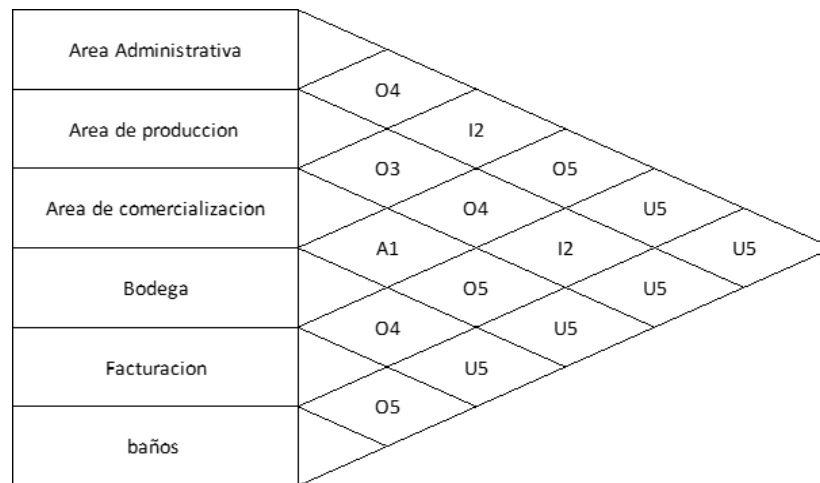 Area Administrativa
O4
Area de produccion
I2
O3
O5
Area de comercializacion
O4
U5
A1
I2
U5
Bodega
O5
U5
O4
U5
Facturacion
U5
O5
baños